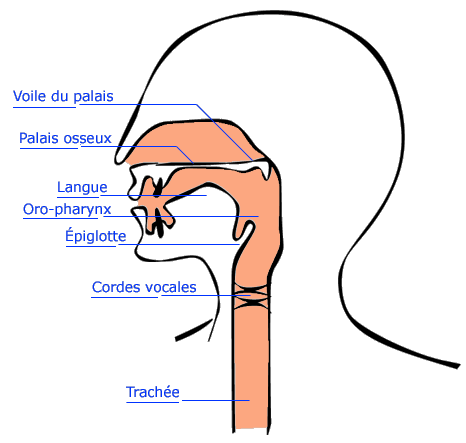 Voile du palais
Palais osseux
Langue
Oro-pharynx
Épiglotte
Cordes vocales
Trachée